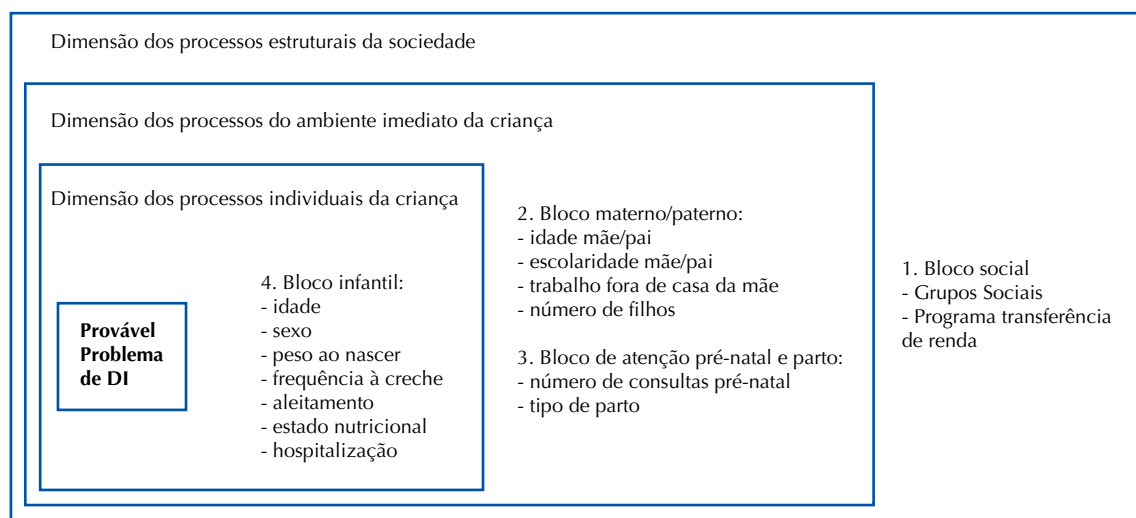 Dimensão dos processos estruturais da sociedade
Dimensão dos processos do ambiente imediato da criança
Dimensão dos processos individuais da criança
Provável
Problema
de DI
4. Bloco infantil:
- idade
- sexo
- peso ao nascer
- frequência à creche
- aleitamento
- estado nutricional
- hospitalização
2. Bloco materno/paterno:
- idade mãe/pai
- escolaridade mãe/pai
- trabalho fora de casa da mãe
- número de filhos
3. Bloco de atenção pré-natal e parto:
- número de consultas pré-natal
- tipo de parto
1. Bloco social
- Grupos Sociais
- Programa transferência
de renda